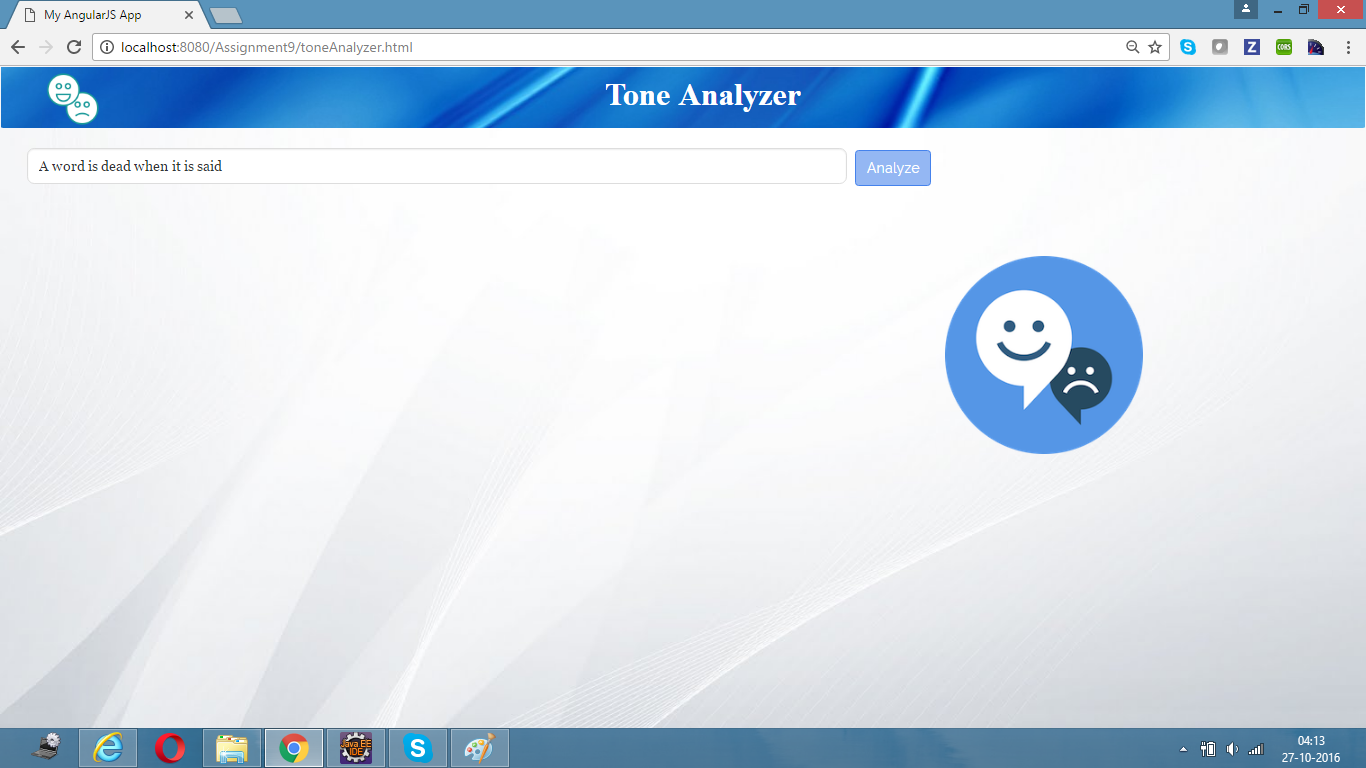 My AngularJS App
localhost:8080/Assignment9/toneAnalyzer.html
S
Z
CORS
Tone Analyzer
A word is dead when it is said
Analyze
Java EE
IDE
S
04:13
27-10-2016